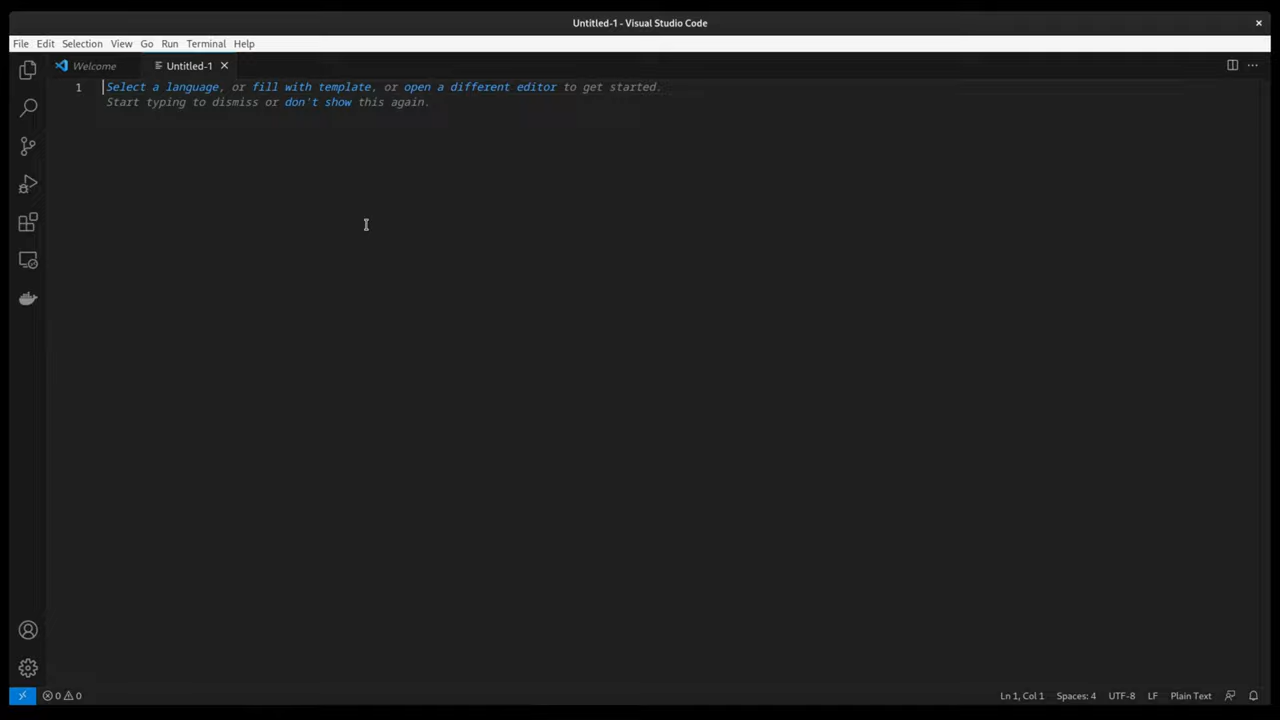 Untitled-1 - Visual Studio Code
File Edit Selection View Go Run Terminal Help
Welcome Untitled-1
1 Select a language, or fill with template, or open a different editor to get started.
Start typing to dismiss or don't show this again.
0 0 Ln 1, Col 1 Spaces: 4 UTF-8 LF Plain Text